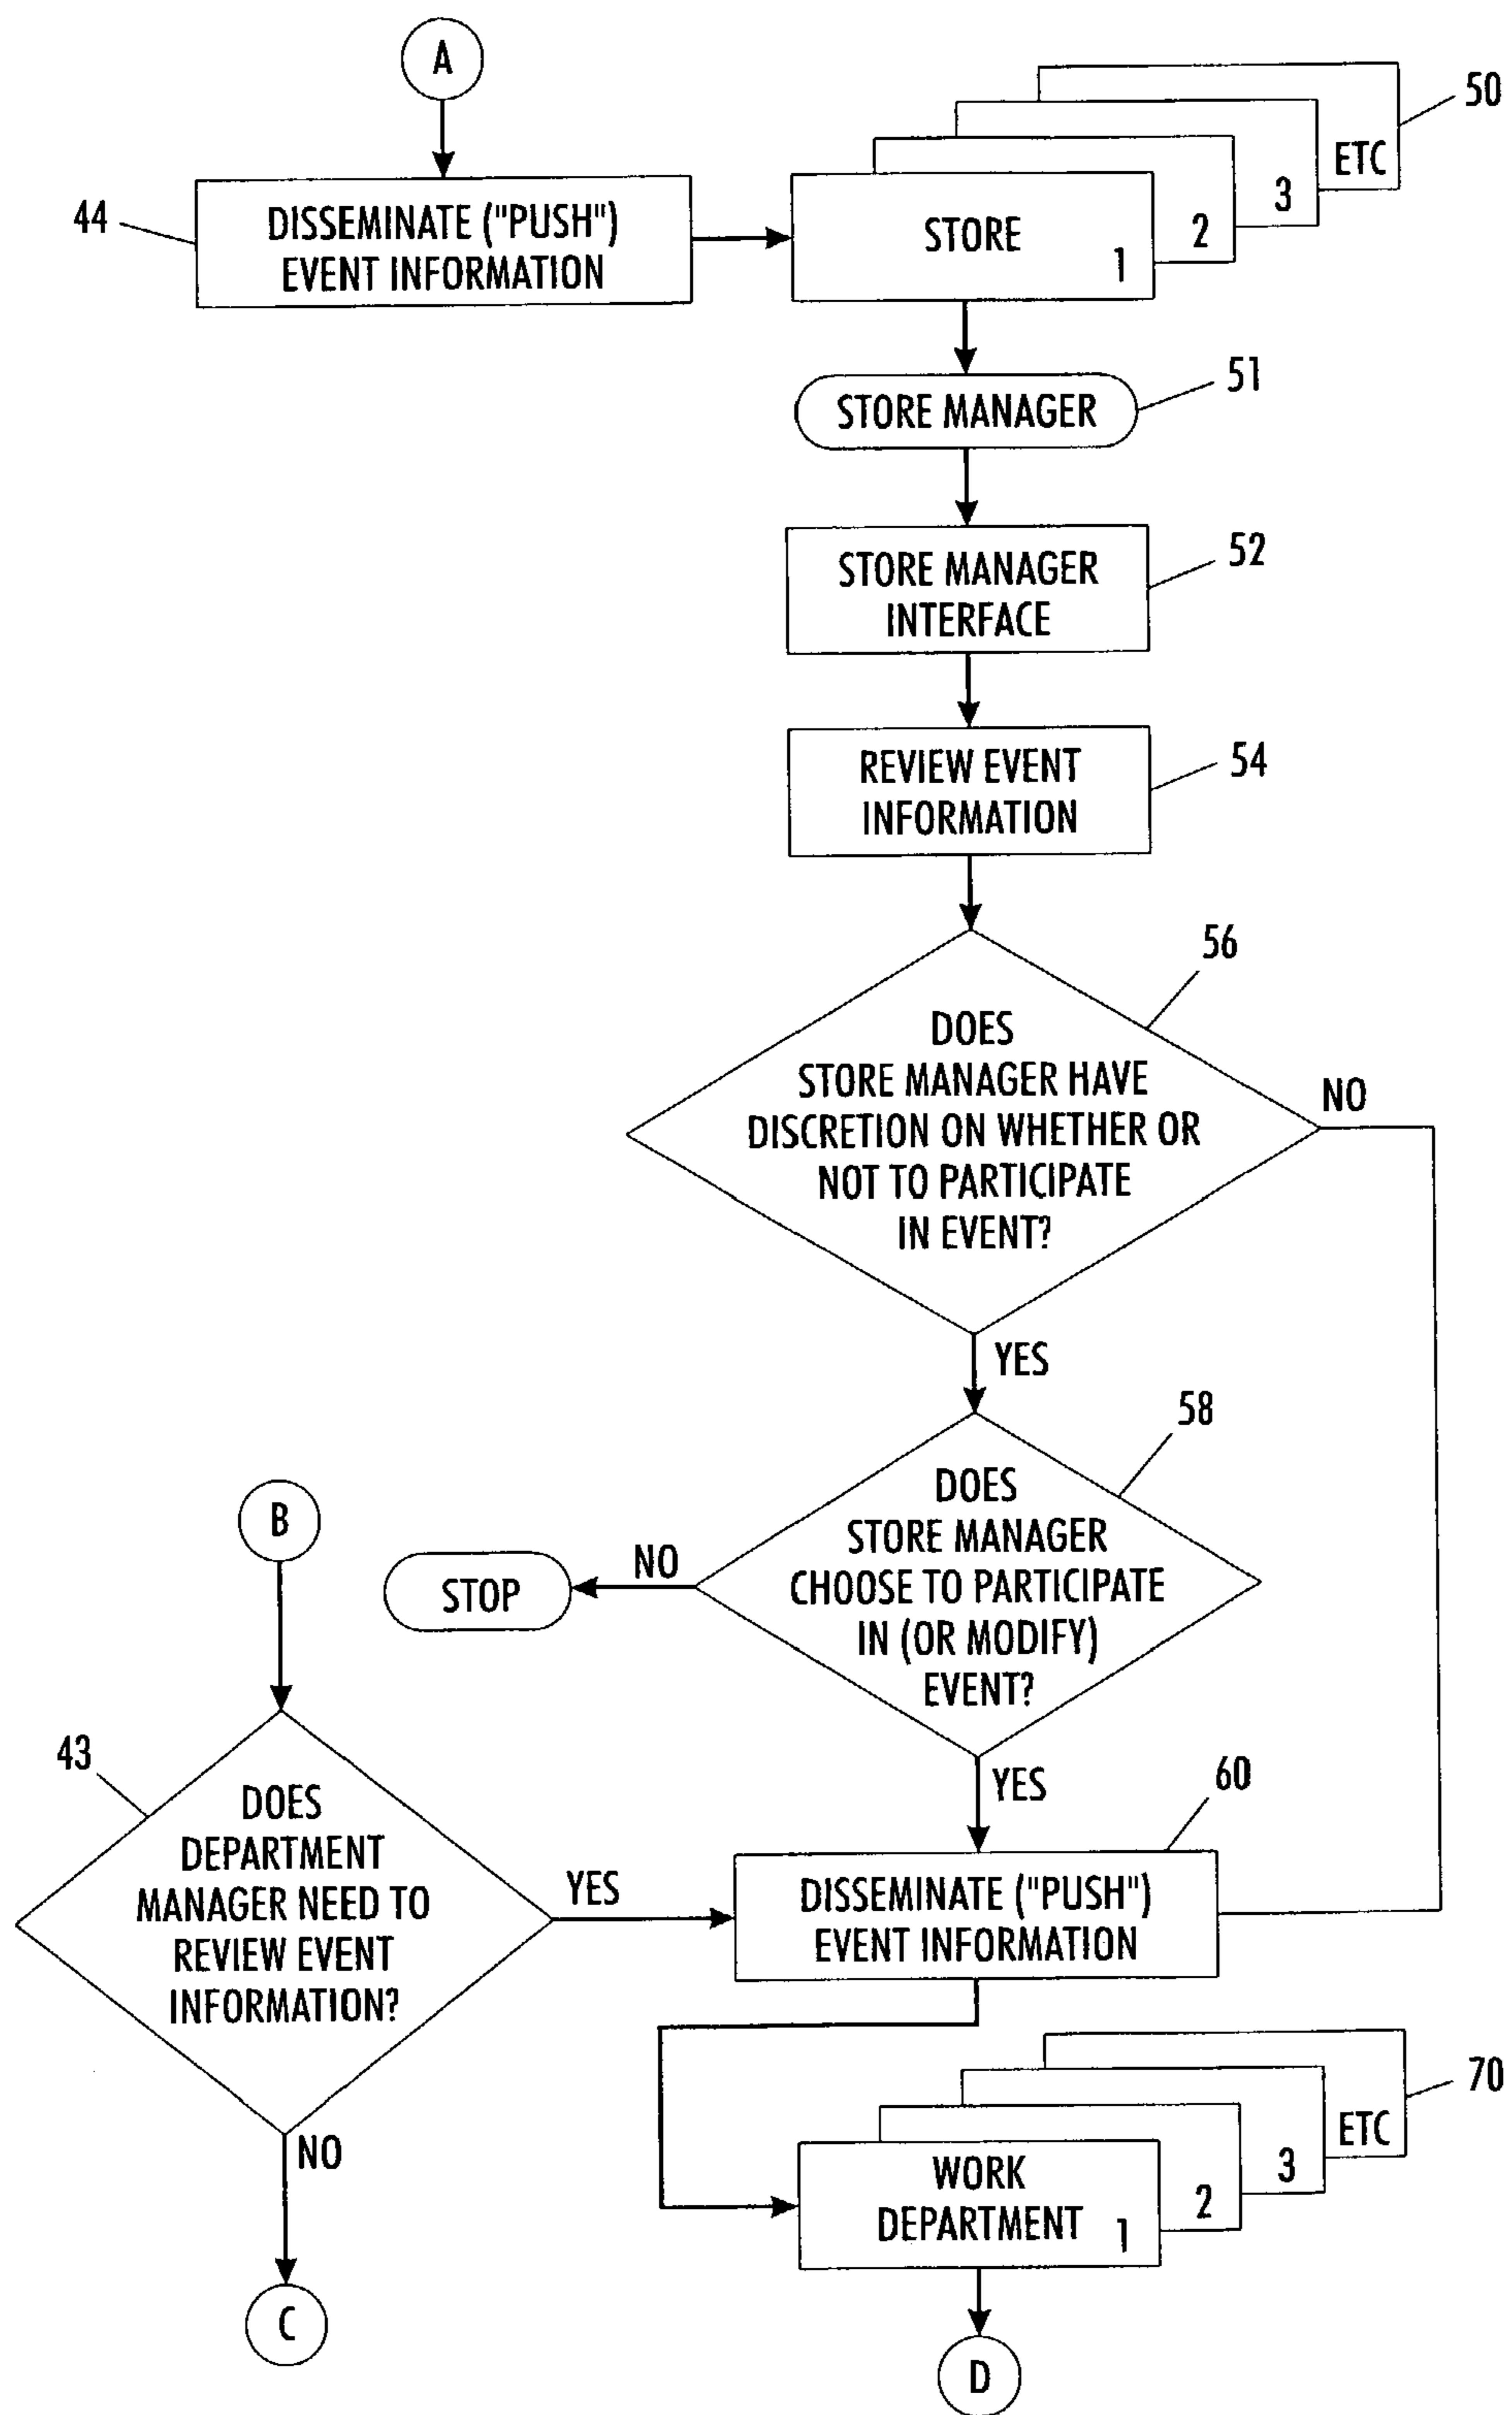 A
50
ETC
3
2
44
DISSEMINATE ("PUSH")
EVENT INFORMATION
STORE
1
51
STORE MANAGER
52
STORE MANAGER
INTERFACE
54
REVIEW EVENT
INFORMATION
56
DOES
STORE MANAGER HAVE
DISCRETION ON WHETHER OR
NOT TO PARTICIPATE
IN EVENT?
NO
YES
58
DOES
STORE MANAGER
CHOOSE TO PARTICIPATE
IN (OR MODIFY)
EVENT?
NO
STOP
YES
B
43
DOES
DEPARTMENT
MANAGER NEED TO
REVIEW EVENT
INFORMATION?
YES
NO
C
60
DISSEMINATE ("PUSH")
EVENT INFORMATION
70
ETC
3
2
WORK
DEPARTMENT
1
D